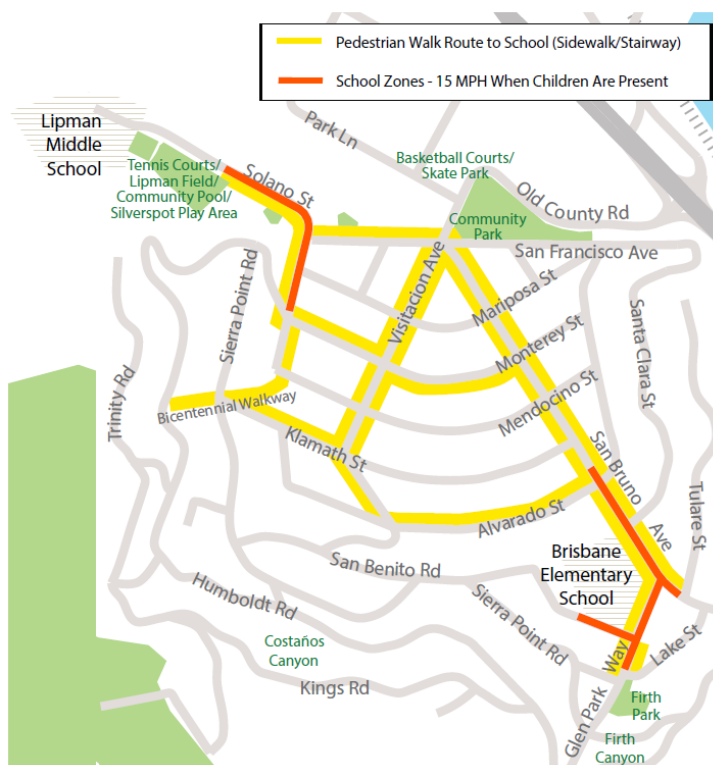 Pedestrian Walk Route to School (Sidewalk/Stairway)
School Zones - 15 MPH When Children Are Present
Lipman
Middle
School
Park Ln
Tennis Courts/
Lipman Field/
Community Pool/
Silverspot Play Area
Solano St
Basketball Courts/
Skate Park
Old County Rd
Community
Park
San Francisco Ave
Sierra Point Rd
Visitacion Ave
Mariposa St
Santa Clara St
Monterey St
Trinity Rd
Mendocino St
Bicentennial Walkway
Klamath St
San Bruno Ave
Tulare St
Alvarado St
Brisbane
Elementary
School
San Benito Rd
Humboldt Rd
Sierra Point Rd
Costaños
Canyon
Kings Rd
Glen Park Way
Lake St
Firth
Park
Firth
Canyon